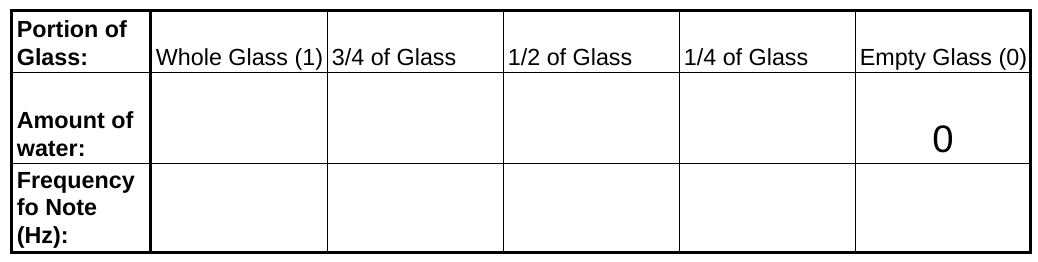 Portion of
Glass:
Whole Glass (1)
3/4 of Glass
1/2 of Glass
1/4 of Glass
Empty Glass (0)
Amount of
water:
0
Frequency
fo Note
(Hz):